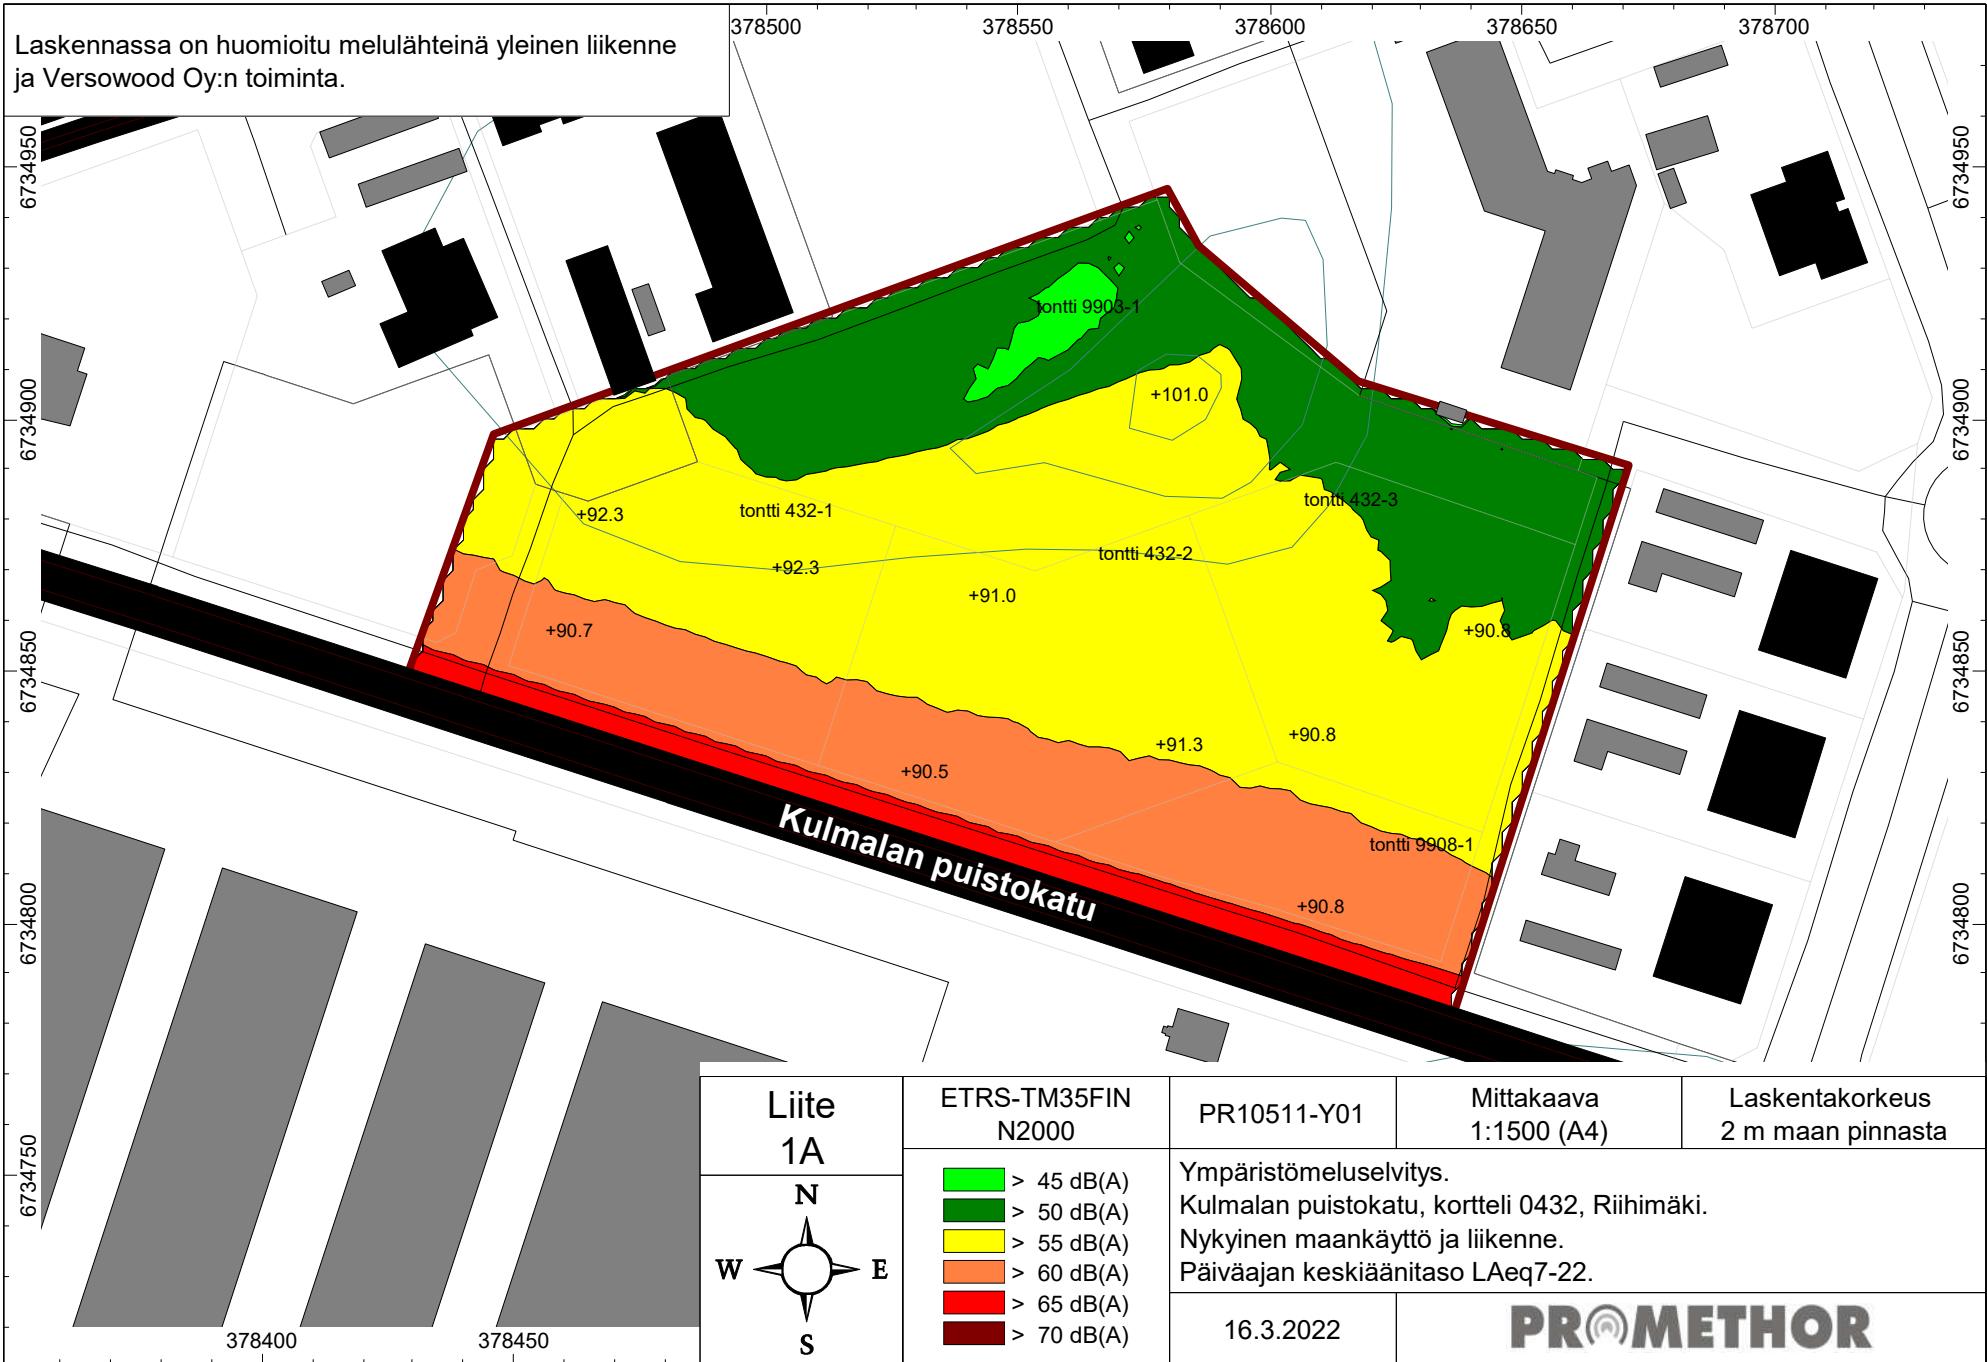 378500 378550 378600 378650 378700
Laskennassa on huomioitu melulähteinä yleinen liikenne
ja Versowood Oy:n toiminta.
6734950 6734950
tontti 9903-1
+101.0
6734900 6734900
tontti 432-3
+92.3 tontti 432-1
tontti 432-2
+92.3
+91.0
+90.7 +90.8
6734850 6734850
+90.8
+91.3
+90.5
Kulmalan puistokatu
tontti 9908-1
+90.8
6734800 6734800
6734750
378400 378450
Liite
1A
N
W E
S
ETRS-TM35FIN
N2000
PR10511-Y01
Mittakaava
1:1500 (A4)
Laskentakorkeus
2 m maan pinnasta
> 45 dB(A)
> 50 dB(A)
> 55 dB(A)
> 60 dB(A)
> 65 dB(A)
> 70 dB(A)
Ympäristömeluselvitys.
Kulmalan puistokatu, kortteli 0432, Riihimäki.
Nykyinen maankäyttö ja liikenne.
Päiväajan keskiäänitaso LAeq7-22.
16.3.2022
PROMETHOR